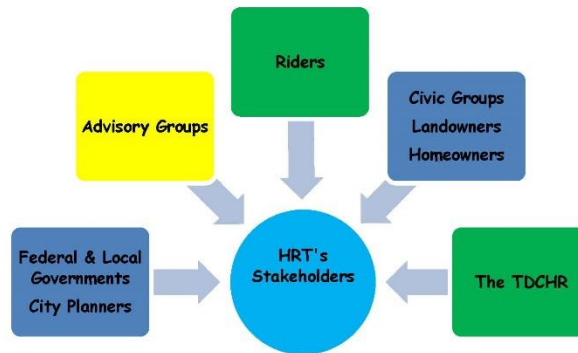 Riders
Advisory Groups
Civic Groups
Landowners
Homeowners
Federal & Local
Governments
City Planners
HRT's
Stakeholders
The TDCHR